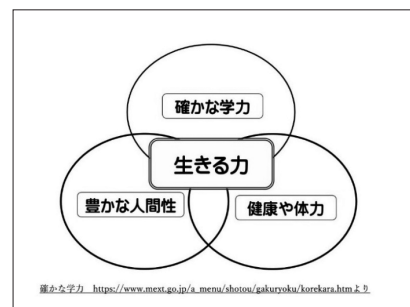 確かな学力
生きる力
豊かな人間性
健康や体力
確かな学力　https://www.mext.go.jp/a_menu/shotou/gakuryoku/korekara.htmより